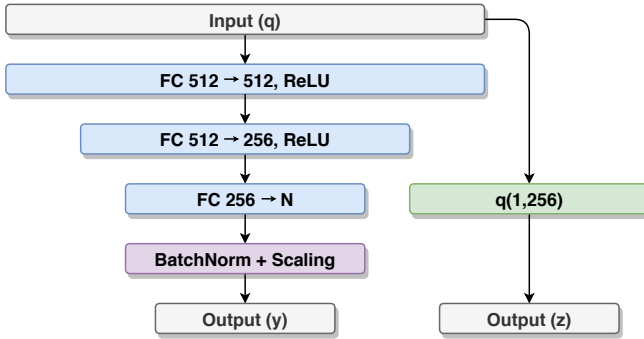 Input (q)
FC 512 → 512, ReLU
FC 512 → 256, ReLU
FC 256 → N
q(1,256)
BatchNorm + Scaling
Output (y)
Output (z)